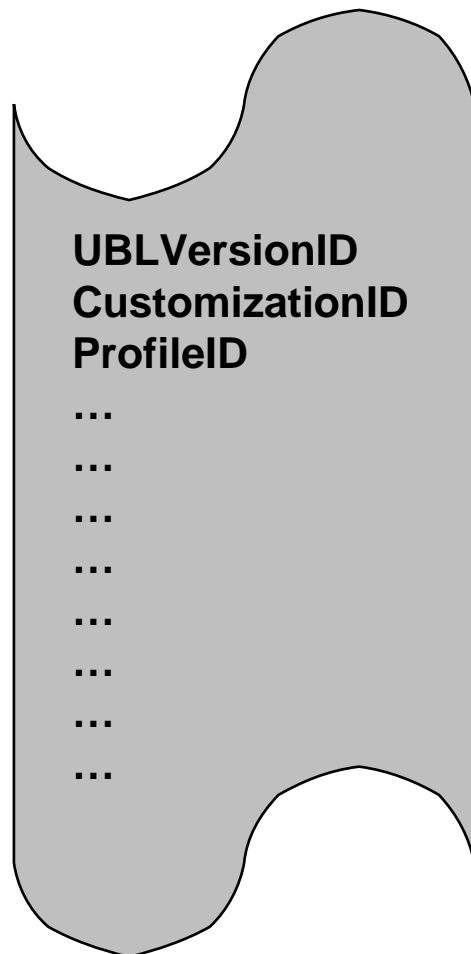 UBLVersionID
CustomizationID
ProfileID
…
…
…
…
…
…
…
…